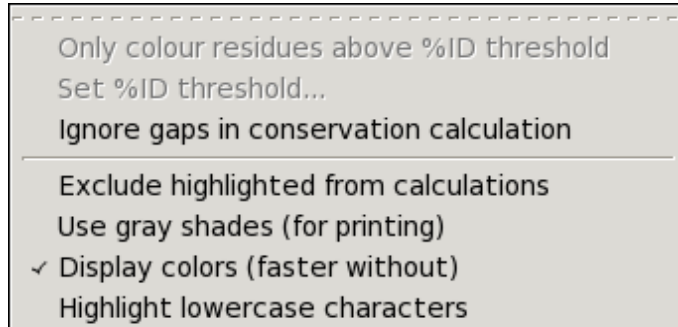 Only colour residues above %ID threshold
Set %ID threshold...
Ignore gaps in conservation calculation
Exclude highlighted from calculations
Use gray shades (for printing)
Display colors (faster without)
Highlight lowercase characters